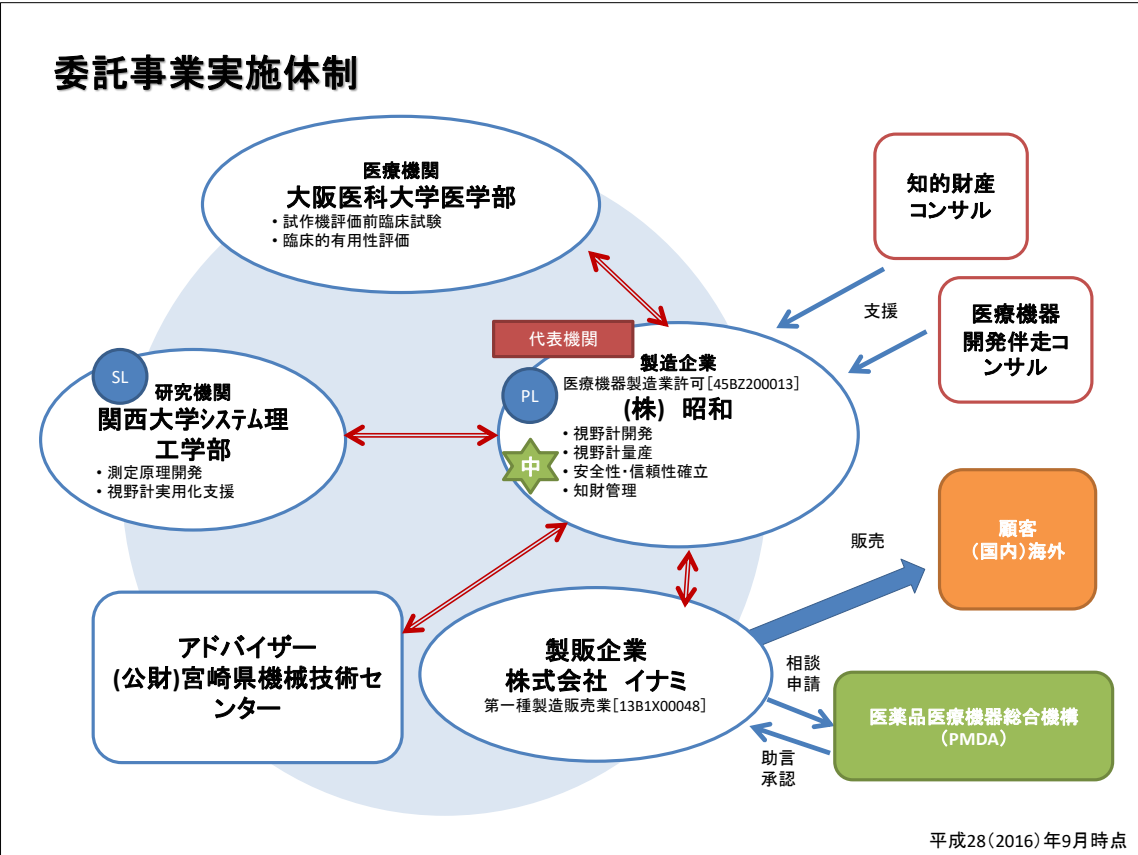 委託事業実施体制
医療機関
大阪医科大学医学部
・試作機評価前臨床試験
・臨床的有用性評価
知的財産
コンサル
支援
医療機器
開発伴走コ
ンサル
代表機関
製造企業
医療機器製造業許可[45BZ200013]
(株) 昭和
PL
中
・視野計開発
・視野計量産
・安全性・信頼性確立
・知財管理
SL
研究機関
関西大学システム理
工学部
・測定原理開発
・視野計実用化支援
販売
顧客
(国内)海外
アドバイザー
(公財)宮崎県機械技術セ
ンター
製販企業
株式会社 イナミ
第一種製造販売業[13B1X00048]
相談
申請
医薬品医療機器総合機構
(PMDA)
助言
承認
平成28(2016)年9月時点